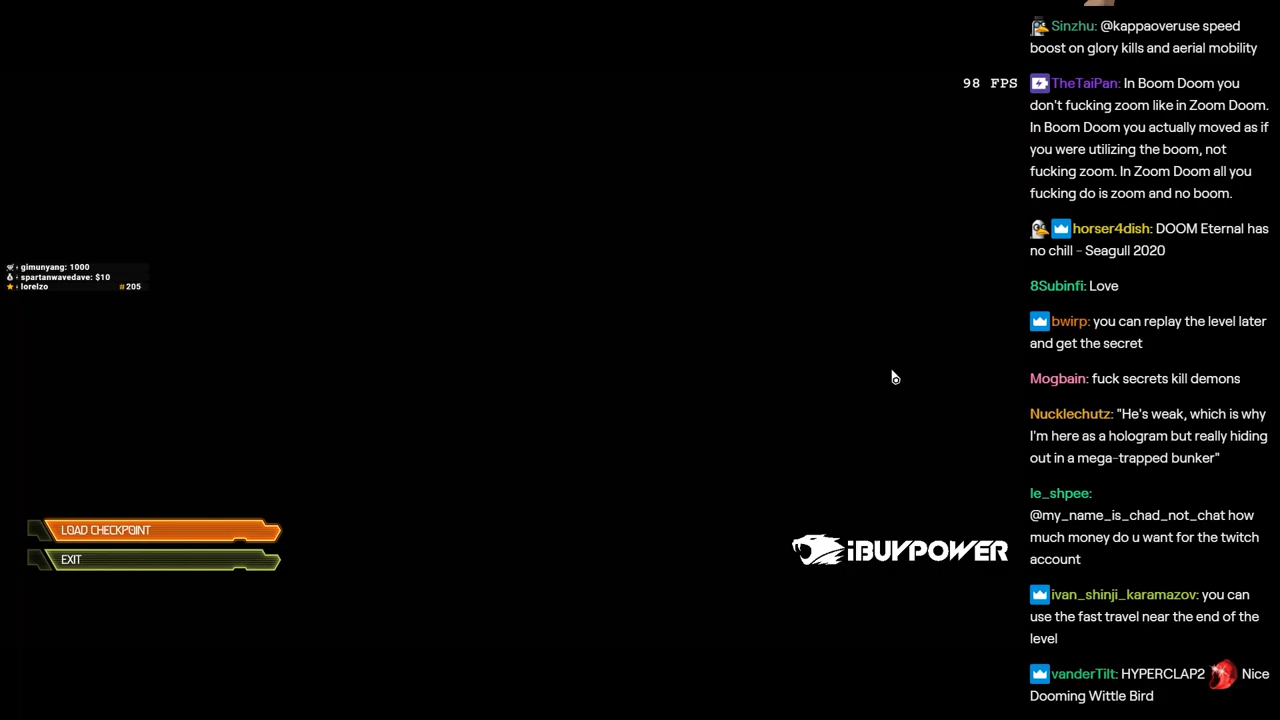 Sinzhu: @kappaoveruse speed
boost on glory kills and aerial mobility
98 FPS
TheTaiPan: In Boom Doom you
don't fucking zoom like in Zoom Doom.
In Boom Doom you actually moved as if
you were utilizing the boom, not
fucking zoom. In Zoom Doom all you
fucking do is zoom and no boom.
horser4dish: DOOM Eternal has
no chill - Seagull 2020
gimunyang: 1000
spartanwavedave: $10
lorelzo #205
8Subinfi: Love
bwirp: you can replay the level later
and get the secret
Mogbain: fuck secrets kill demons
Nucklechutz: "He's weak, which is why
I'm here as a hologram but really hiding
out in a mega-trapped bunker"
le_shpee:
@my_name_is_chad_not_chat how
much money do u want for the twitch
account
LOAD CHECKPOINT
EXIT
iBUYPOWER
ivan_shinji_karamazov: you can
use the fast travel near the end of the
level
vanderTilt: HYPERCLAP2 Nice
Dooming Wittle Bird